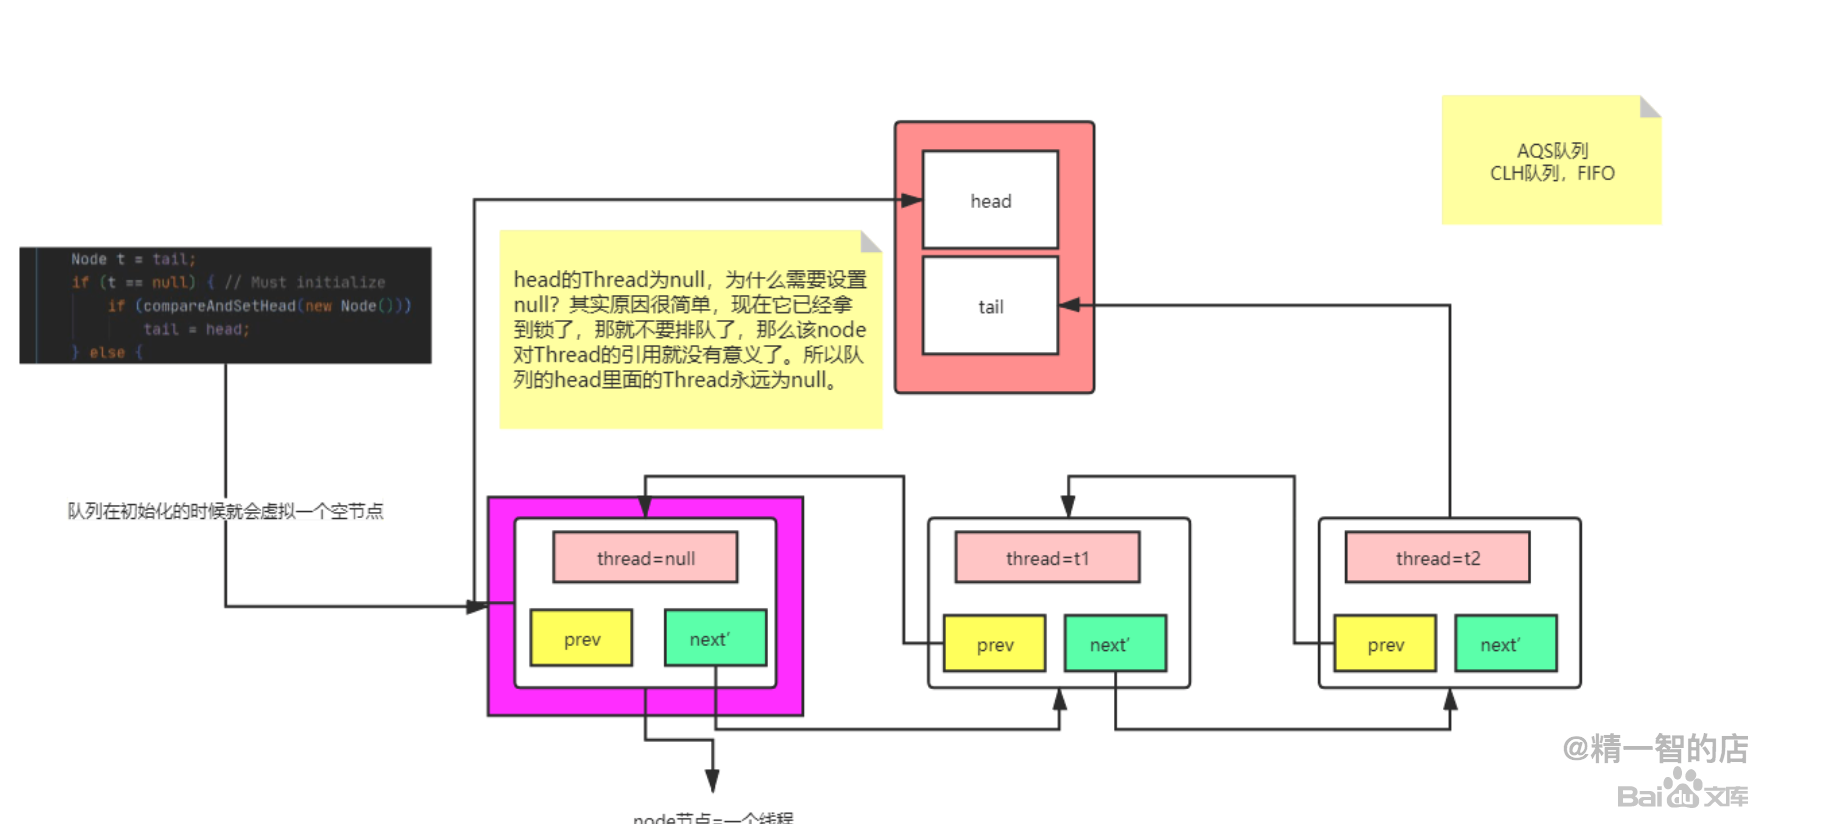 AQS队列
CLH队列，FIFO
head
tail
Node t = tail;
if (t == null) { // Must initialize
if (compareAndSetHead(new Node()))
tail = head;
} else {
head的Thread为null，为什么需要设置
null？其实原因很简单，现在它已经拿
到锁了，那就不要排队了，那么该node
对Thread的引用就没有意义了。所以队
列的head里面的Thread永远为null。
队列在初始化的时候就会虚拟一个空节点
thread=null
prev
next’
thread=t1
prev
next’
thread=t2
prev
next’
node节点=一个线程
@精一智的店
Baidu文库